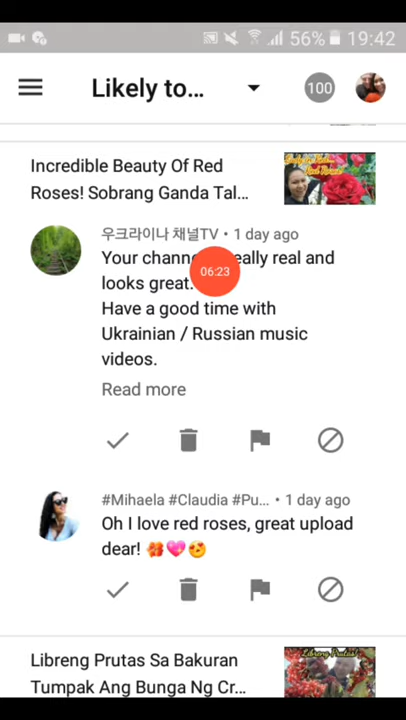 56% 19:42
Likely to... 100
Incredible Beauty Of Red
Roses! Sobrang Ganda Tal...
우크라이나 채널TV • 1 day ago
Your chann eally real and
looks great.
06:23
Have a good time with
Ukrainian / Russian music
videos.
Read more
#Mihaela #Claudia #Pu... • 1 day ago
Oh I love red roses, great upload
dear! 🌺💖😍
Libreng Prutas Sa Bakuran
Libreng Prutas
Tumpak Ang Bunga Ng Cr...